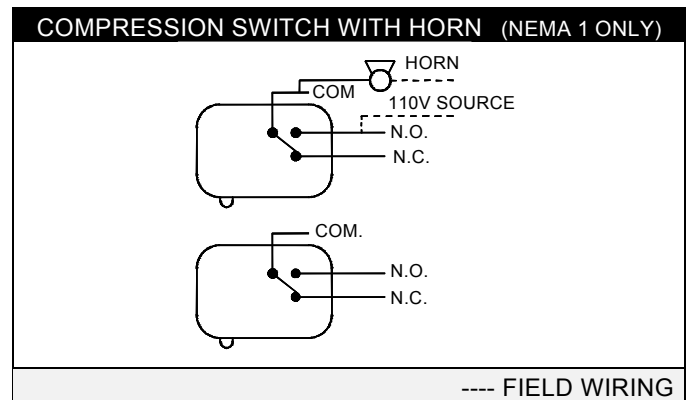 COMPRESSION SWITCH WITH HORN (NEMA 1 ONLY)
HORN
COM
110V SOURCE
N.O.
N.C.
COM.
N.O.
N.C.
---- FIELD WIRING